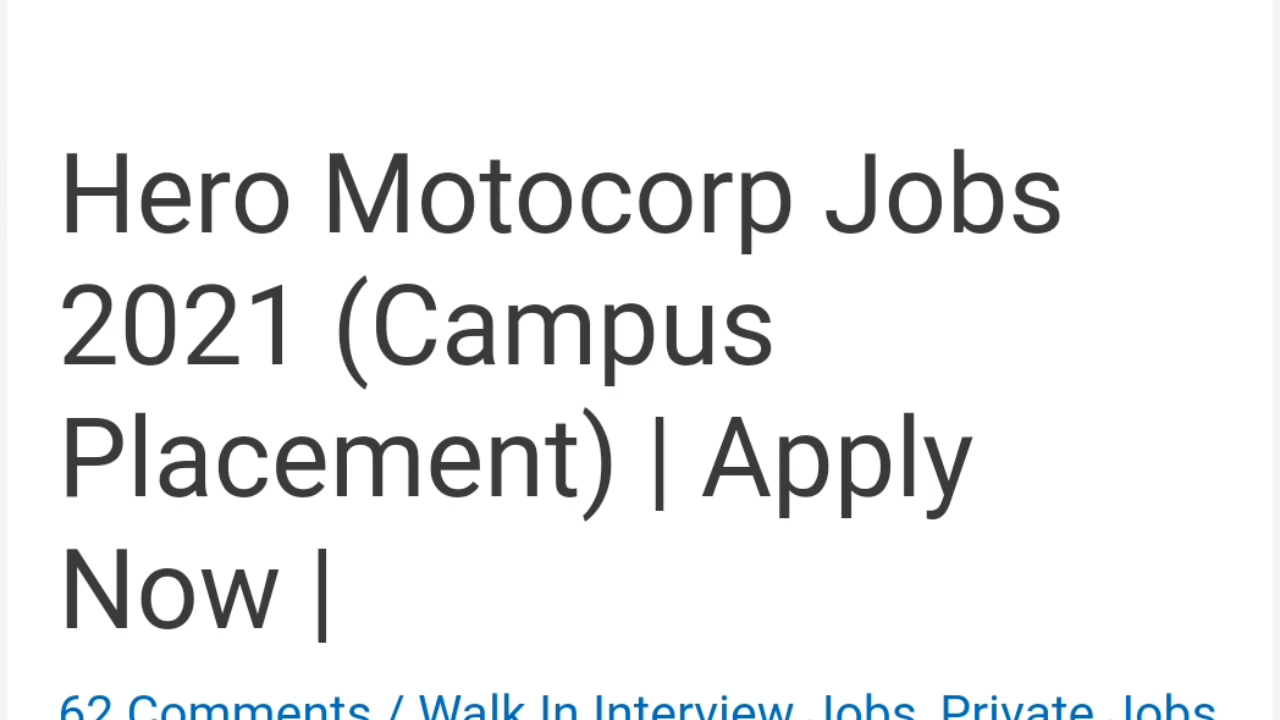 Hero Motocorp Jobs
2021 (Campus
Placement) | Apply
Now |
62 Comments / Walk In Interview Jobs, Private Jobs